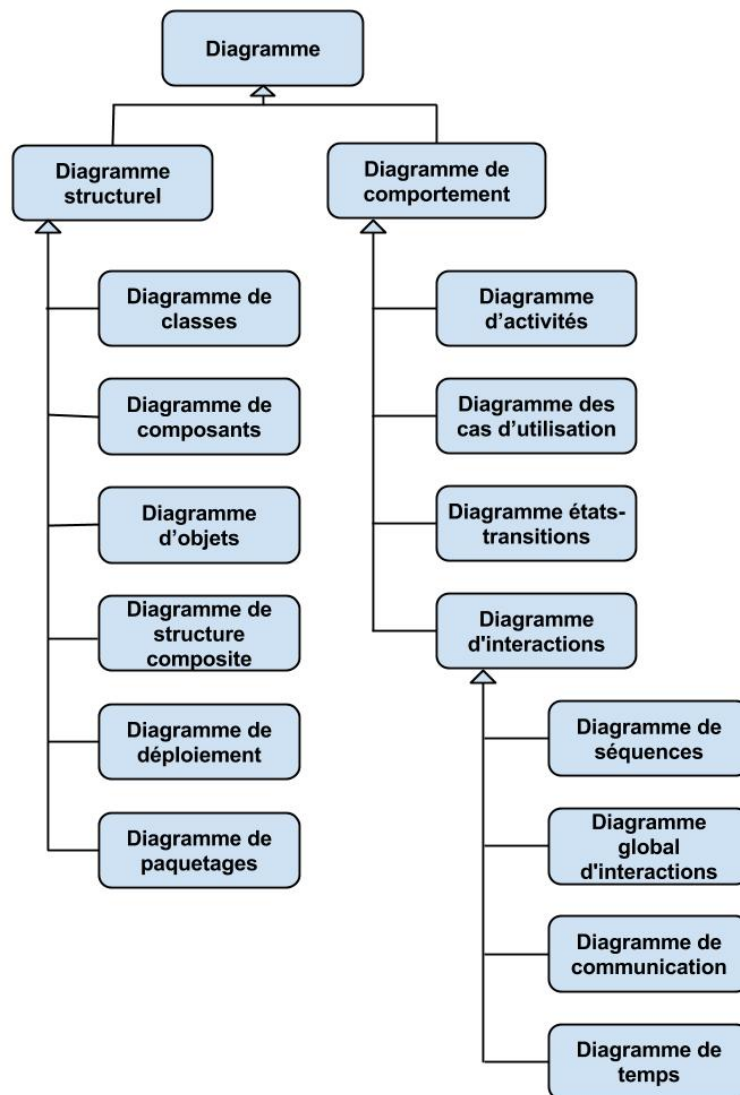 Diagramme
Diagramme
structurel
Diagramme de
comportement
Diagramme de
classes
Diagramme de
composants
Diagramme
d’objets
Diagramme de
structure
composite
Diagramme de
déploiement
Diagramme de
paquetages
Diagramme
d’activités
Diagramme des
cas d’utilisation
Diagramme états-
transitions
Diagramme
d'interactions
Diagramme de
séquences
Diagramme
global
d'interactions
Diagramme de
communication
Diagramme de
temps